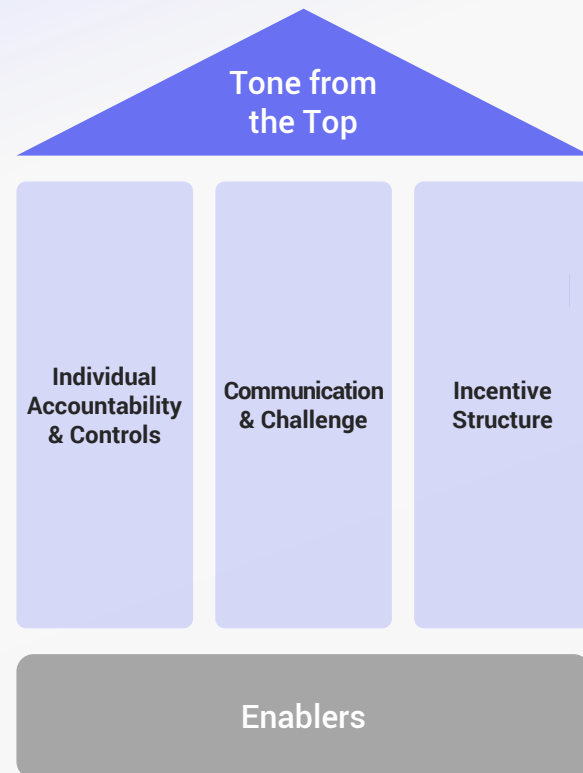 Tone from
the Top
Individual
Accountability
& Controls
Communication
& Challenge
Incentive
Structure
Enablers